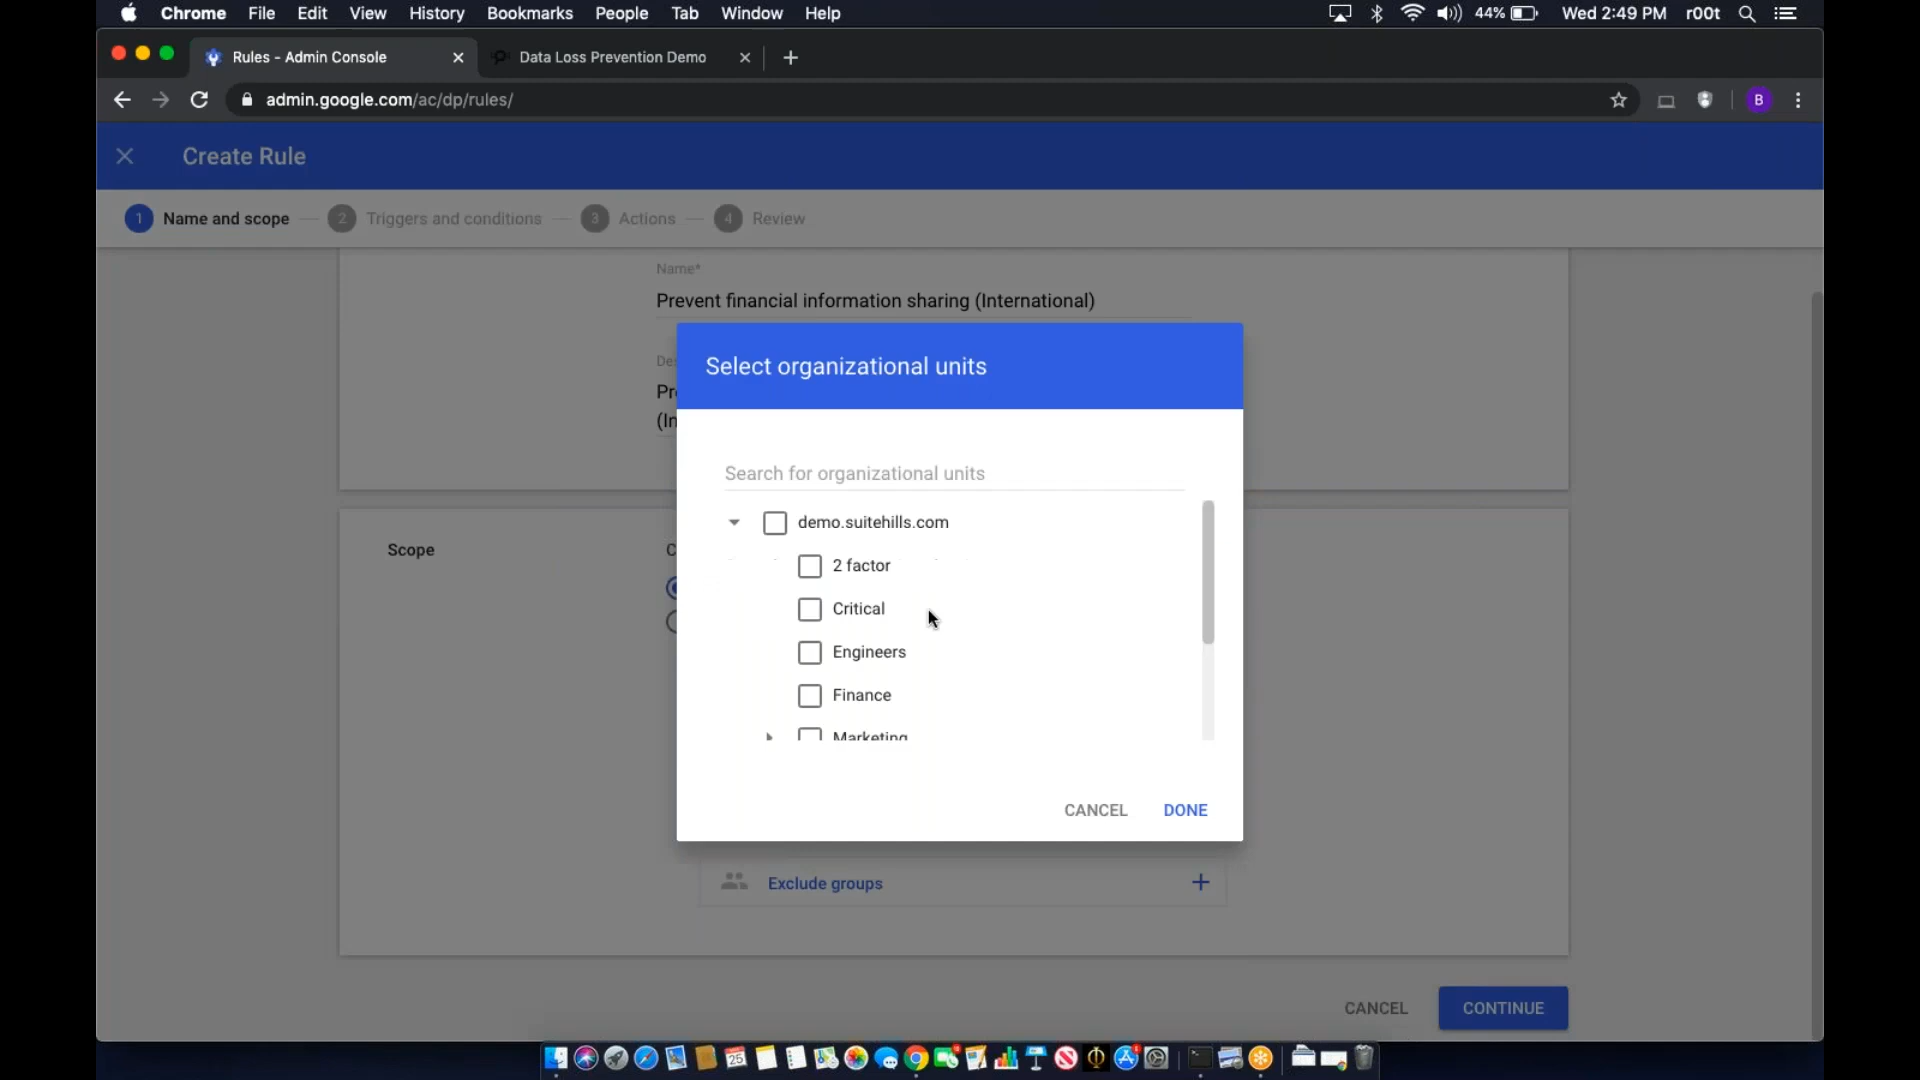 Chrome File Edit View History Bookmarks People Tab Window Help 44% Wed 2:49 PM r00t
Rules - Admin Console Data Loss Prevention Demo
admin.google.com/ac/dp/rules/ B
Create Rule
1 Name and scope 2 Triggers and conditions 3 Actions 4 Review
Name*
Prevent financial information sharing (International)
Select organizational units
Search for organizational units
demo.suitehills.com
2 factor
Scope
Critical
Engineers
Finance
Marketing
CANCEL DONE
Exclude groups
CANCEL CONTINUE